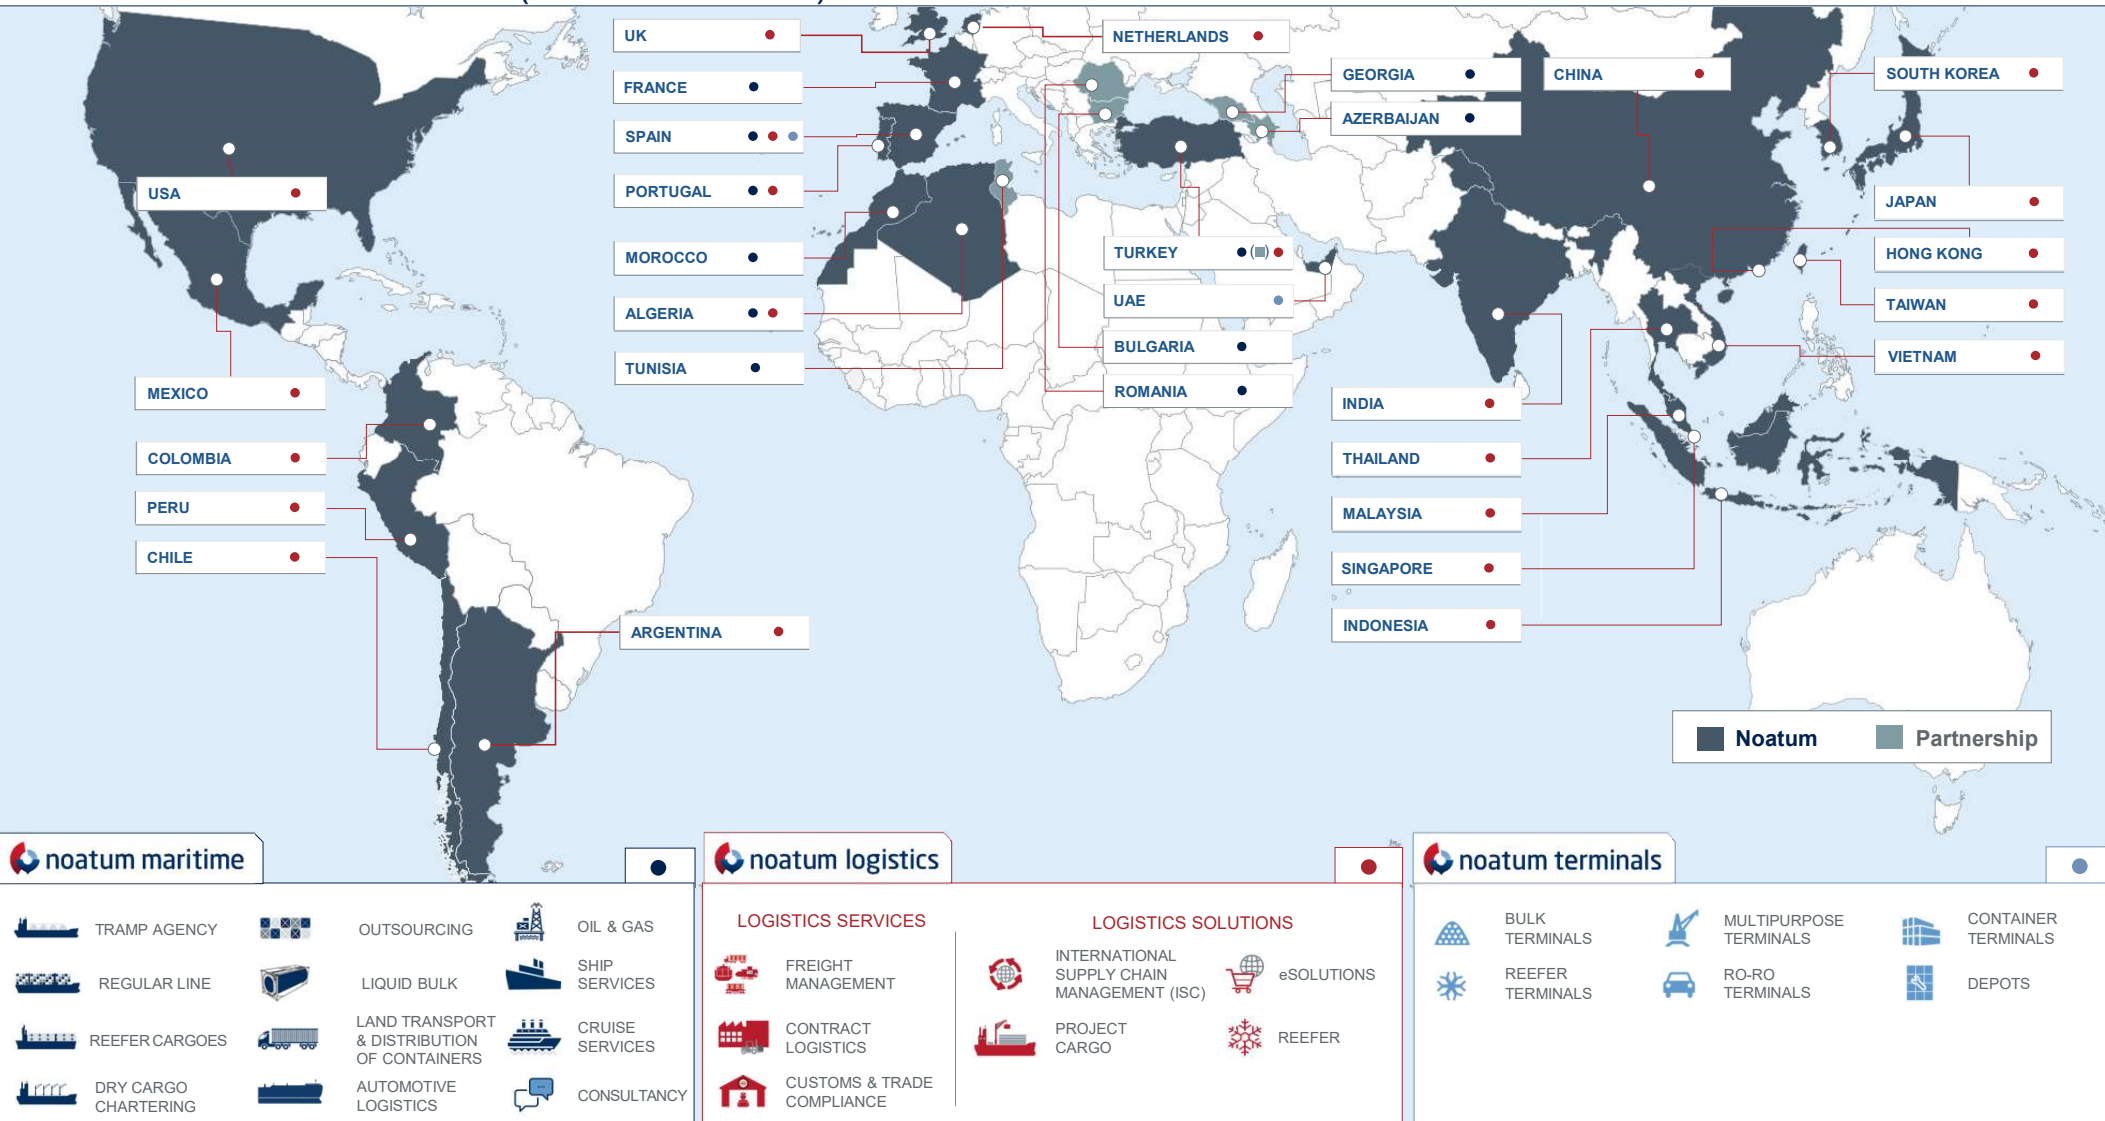 UK
FRANCE
SPAIN
PORTUGAL
MOROCCO
ALGERIA
TUNISIA
NETHERLANDS
GEORGIA
AZERBAIJAN
CHINA
SOUTH KOREA
JAPAN
HONG KONG
TAIWAN
VIETNAM
USA
MEXICO
COLOMBIA
PERU
CHILE
ARGENTINA
TURKEY
UAE
BULGARIA
ROMANIA
INDIA
THAILAND
MALAYSIA
SINGAPORE
INDONESIA
Noatum
Partnership
noatum maritime
TRAMP AGENCY
REGULAR LINE
REEFER CARGOES
DRY CARGO
CHARTERING
OUTSOURCING
LIQUID BULK
LAND TRANSPORT
& DISTRIBUTION
OF CONTAINERS
AUTOMOTIVE
LOGISTICS
OIL & GAS
SHIP
SERVICES
CRUISE
SERVICES
CONSULTANCY
noatum logistics
LOGISTICS SERVICES
FREIGHT
MANAGEMENT
CONTRACT
LOGISTICS
CUSTOMS & TRADE
COMPLIANCE
LOGISTICS SOLUTIONS
INTERNATIONAL
SUPPLY CHAIN
MANAGEMENT (ISC)
PROJECT
CARGO
eSOLUTIONS
REEFER
noatum terminals
BULK
TERMINALS
REEFER
TERMINALS
MULTIPURPOSE
TERMINALS
RO-RO
TERMINALS
CONTAINER
TERMINALS
DEPOTS